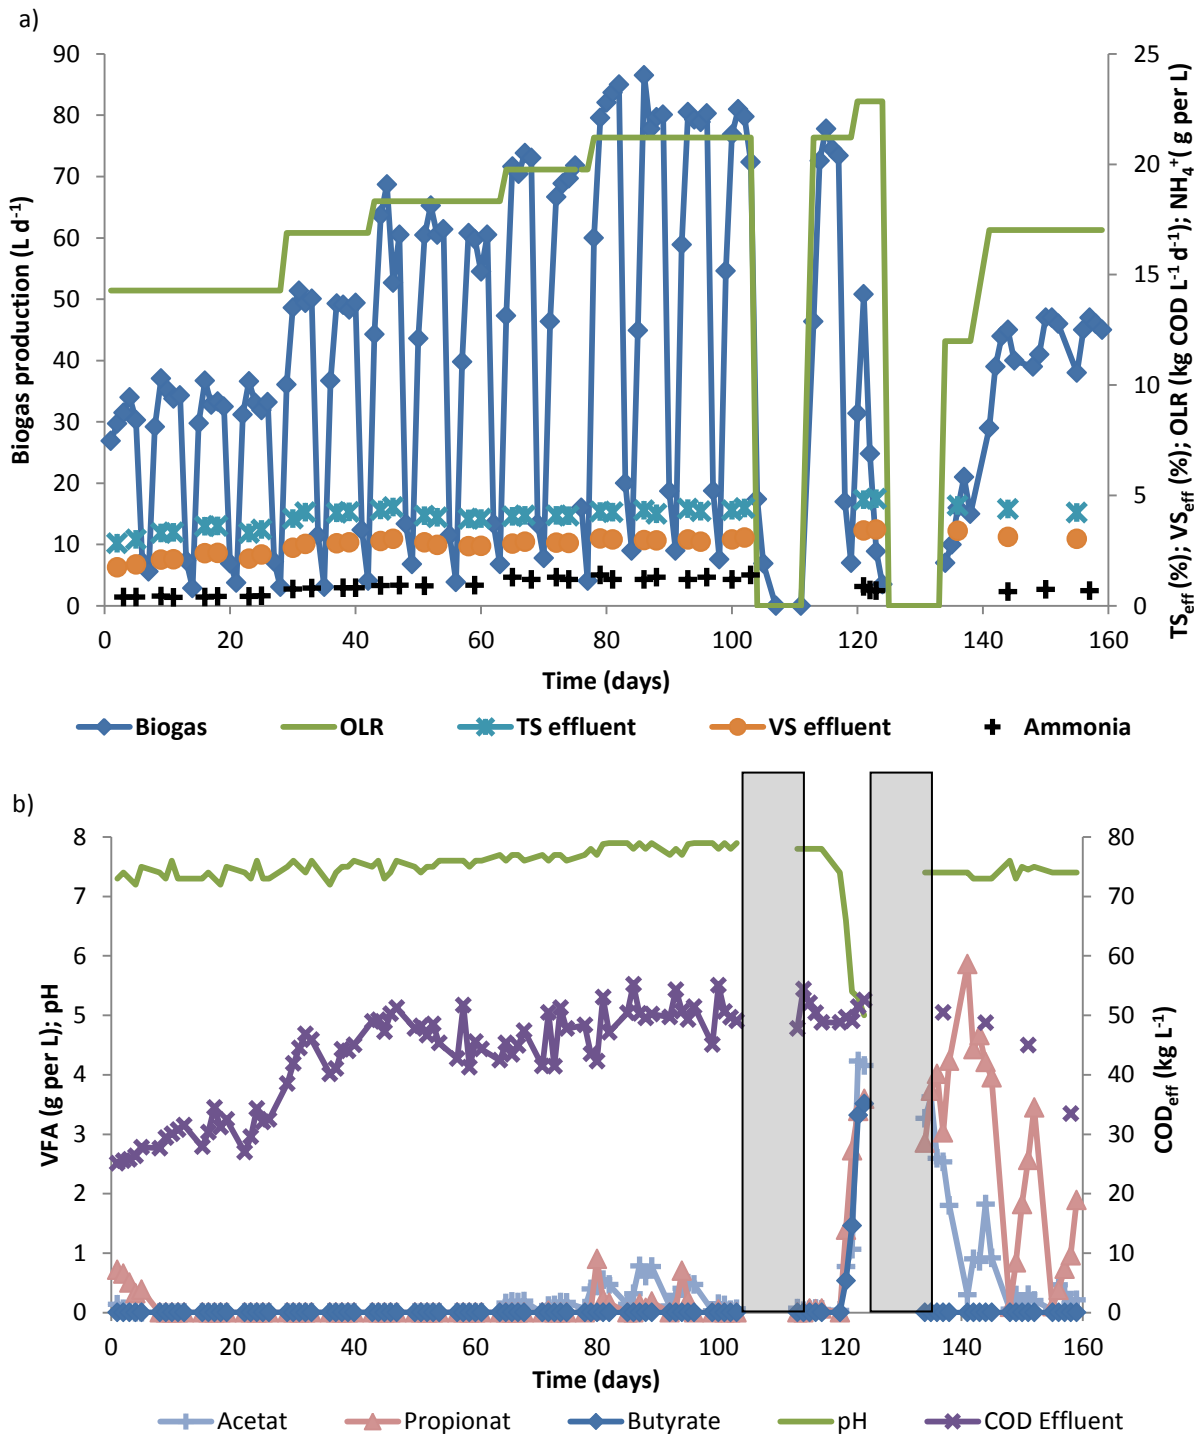 a)
90
80
70
60
50
40
30
20
10
0
Biogas production (L d⁻¹)
25
20
15
10
5
0
TS_eff (%); VS_eff (%); OLR (kg COD L⁻¹ d⁻¹); NH₄⁺( g per L)
0 20 40 60 80 100 120 140 160
Time (days)
Biogas OLR TS effluent VS effluent Ammonia
b)
8
7
6
5
4
3
2
1
0
VFA (g per L); pH
80
70
60
50
40
30
20
10
0
COD_eff (kg L⁻¹)
0 20 40 60 80 100 120 140 160
Time (days)
Acetat Propionat Butyrate pH COD Effluent